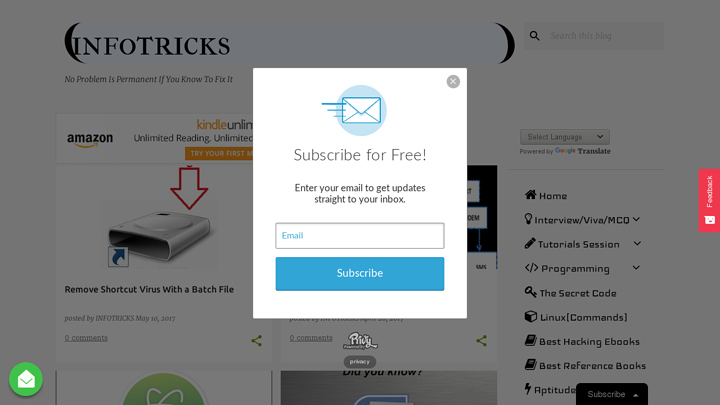 INFOTRICKS
Search this blog
No Problem Is Permanent If You Know To Fix It
kindleunlim
amazon
Unlimited Reading. Unlimited
TRY YOUR FIRST M
Select Language
Powered by Google Translate
Subscribe for Free!
Enter your email to get updates
straight to your inbox.
Email
Subscribe
Feedback
Home
Interview/Viva/MCQ
Tutorials Session
Programming
The Secret Code
Linux[Commands]
Best Hacking Ebooks
Best Reference Books
Aptitude
Remove Shortcut Virus With a Batch File
posted by INFOTRICKS May 10, 2017
0 comments
0 comments
Privy
privacy
Did you know?
Subscribe